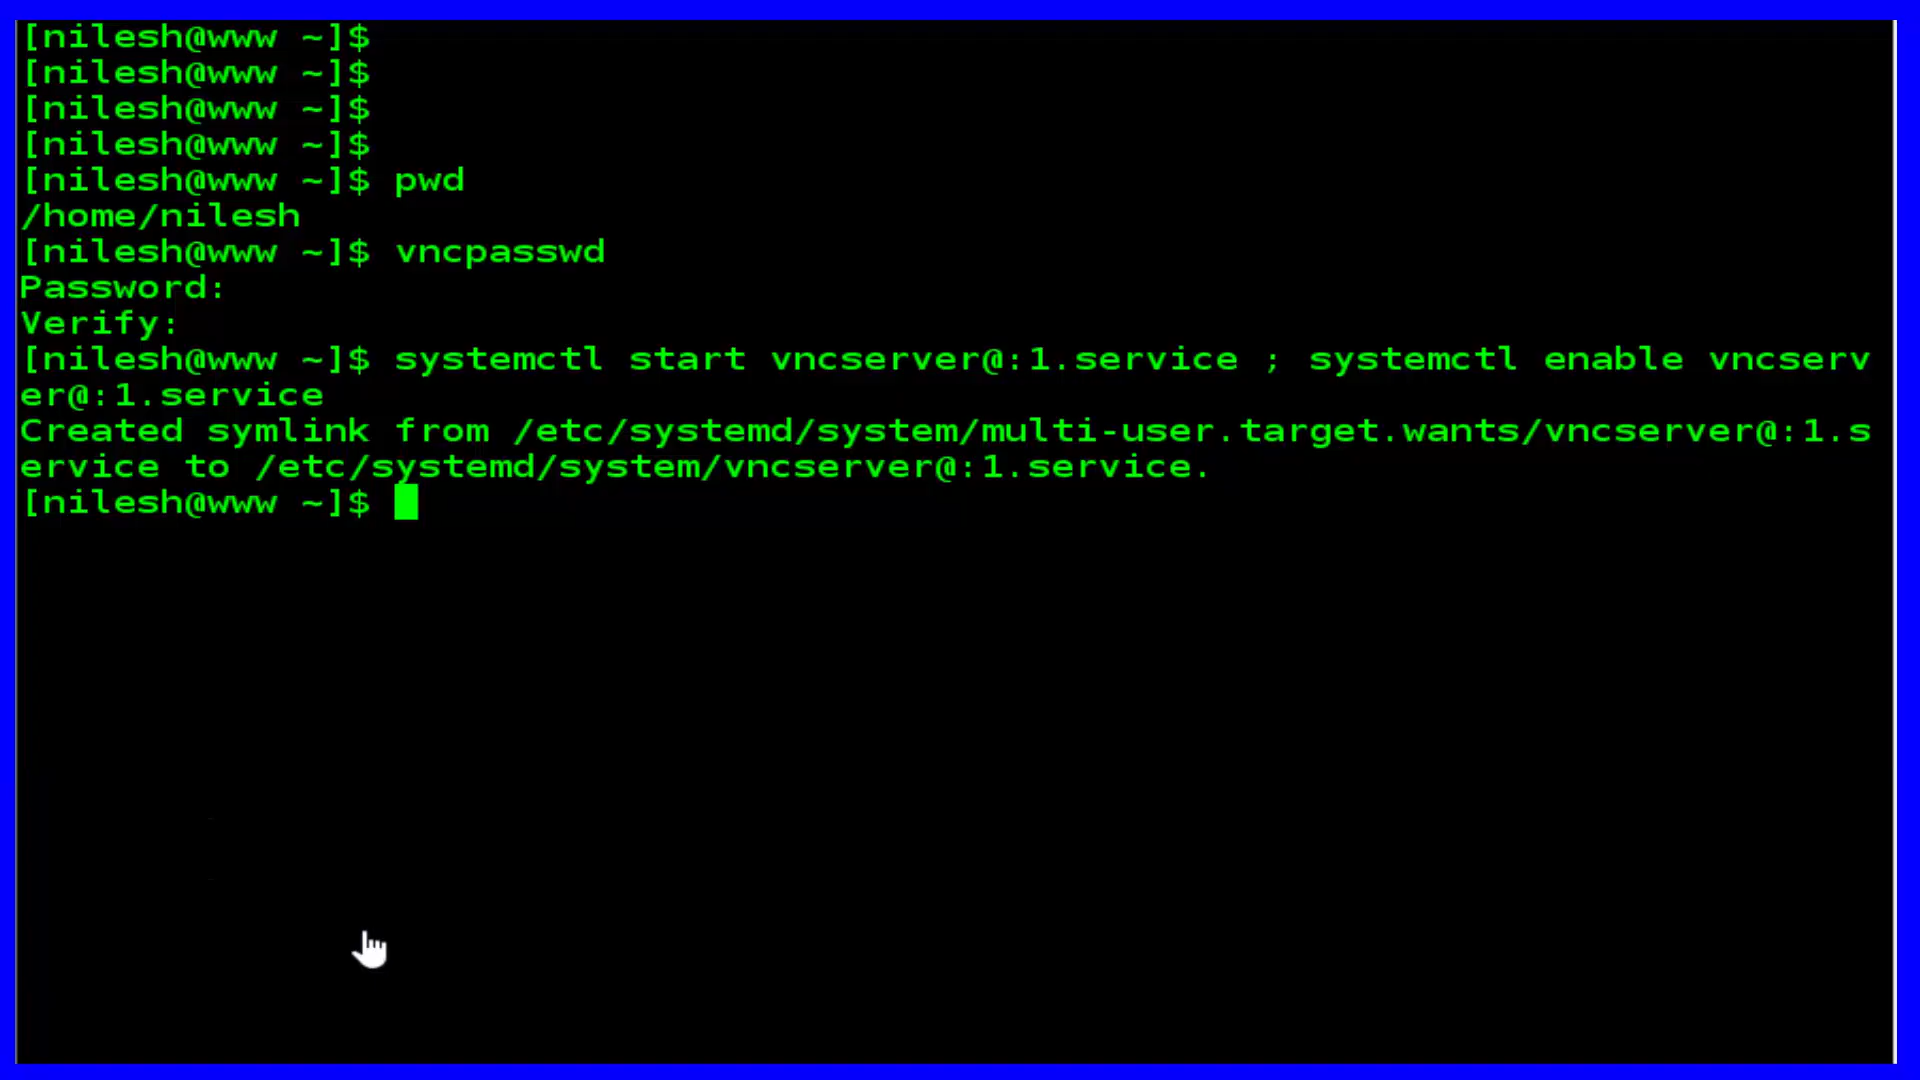 [nilesh@www ~]$
[nilesh@www ~]$
[nilesh@www ~]$
[nilesh@www ~]$
[nilesh@www ~]$ pwd
/home/nilesh
[nilesh@www ~]$ vncpasswd
Password:
Verify:
[nilesh@www ~]$ systemctl start vncserver@:1.service ; systemctl enable vncserv
er@:1.service
Created symlink from /etc/systemd/system/multi-user.target.wants/vncserver@:1.s
ervice to /etc/systemd/system/vncserver@:1.service.
[nilesh@www ~]$